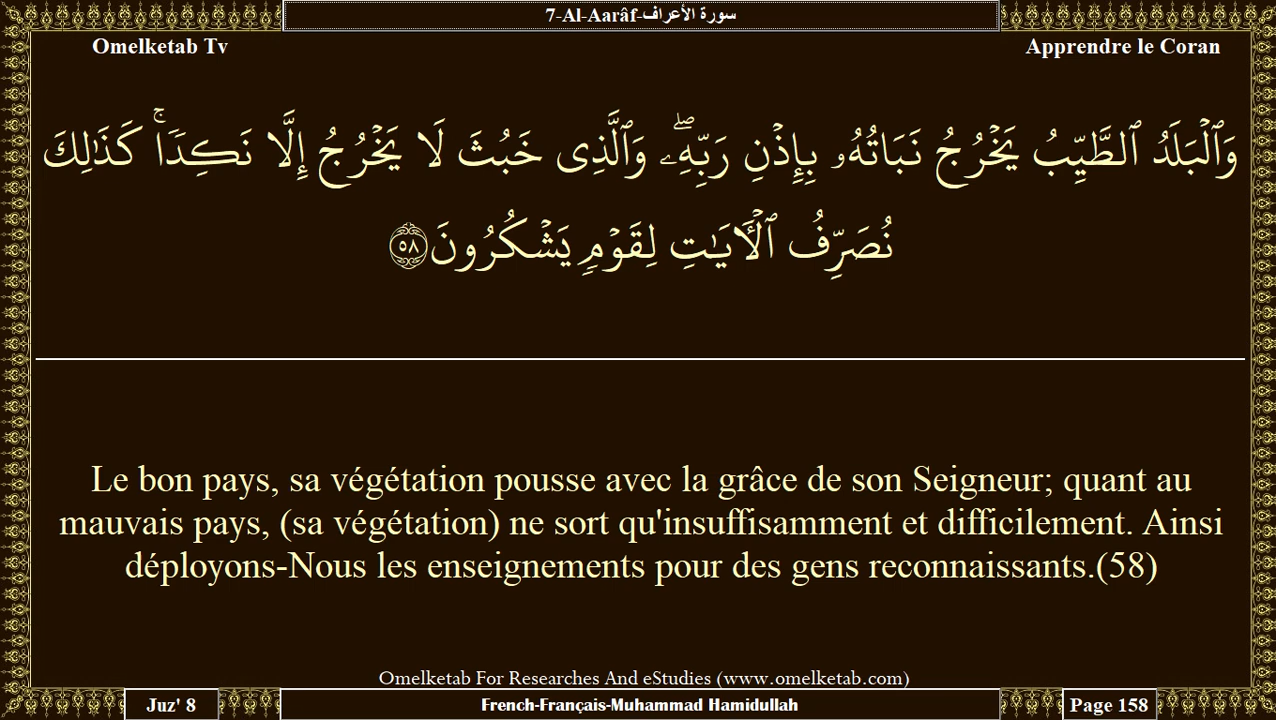 7-Al-Aarâf-سورة الأعراف
Omelketab Tv
Apprendre le Coran
وَٱلۡبَلَدُ ٱلطَّيِّبُ يَخۡرُجُ نَبَاتُهُۥ بِإِذۡنِ رَبِّهِۦۖ وَٱلَّذِى خَبُثَ لَا يَخۡرُجُ إِلَّا نَكِدٗاۚ كَذَٰلِكَ
نُصَرِّفُ ٱلۡأٓيَٰتِ لِقَوۡمٖ يَشۡكُرُونَ ٥٨
Le bon pays, sa végétation pousse avec la grâce de son Seigneur; quant au
mauvais pays, (sa végétation) ne sort qu'insuffisamment et difficilement. Ainsi
déployons-Nous les enseignements pour des gens reconnaissants.(58)
Omelketab For Researches And eStudies (www.omelketab.com)
Juz' 8
French-Français-Muhammad Hamidullah
Page 158